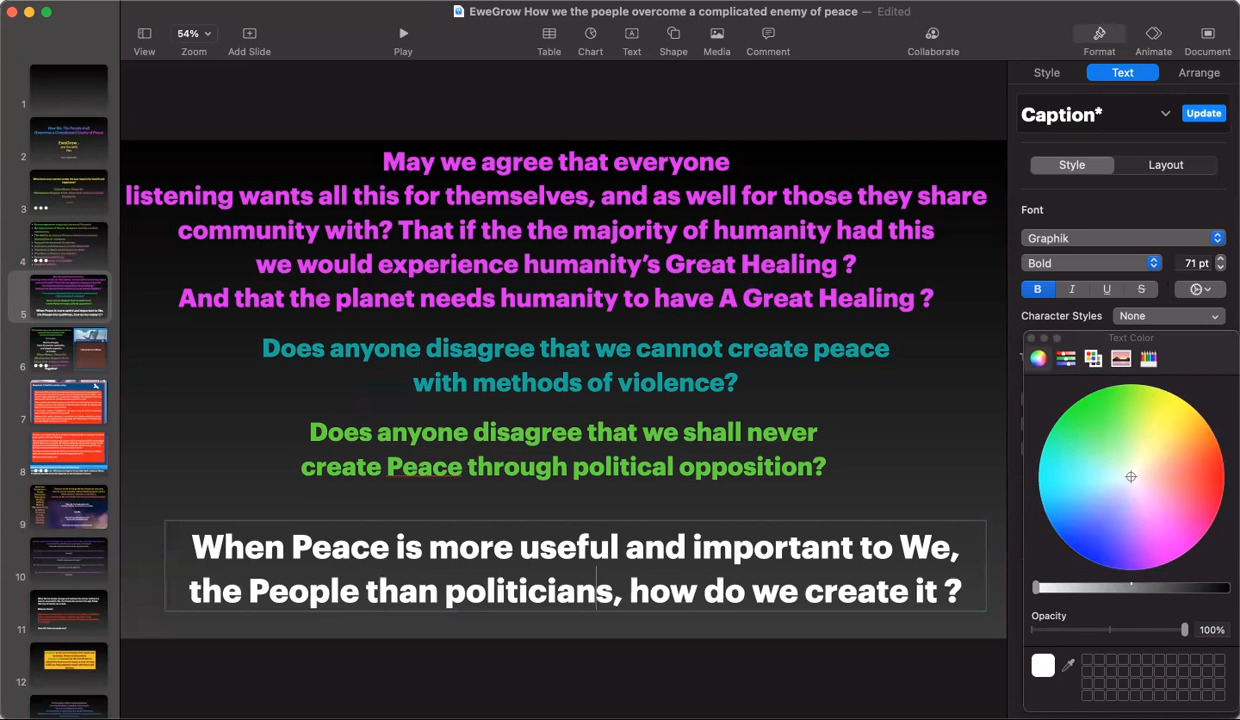 EweGrow How we the poeple overcome a complicated enemy of peace — Edited
View
54%
Zoom
Add Slide
Play
Table
Chart
Text
Shape
Media
Comment
Collaborate
Format
Animate
Document
Style
Text
Arrange
Caption*
Update
Style
Layout
Font
Graphik
Bold
71 pt
B I U S
Character Styles
None
Text Color
Opacity
100%
1
2
3
4
5
6
7
8
9
10
11
12
May we agree that everyone
listening wants all this for themselves, and as well for those they share
community with? That if the the majority of humanity had this
we would experience humanity's Great Healing ?
And that the planet needs humanity to have A Great Healing ?
Does anyone disagree that we cannot create peace
with methods of violence?
Does anyone disagree that we shall never
create Peace through political opposition?
When Peace is more useful and important to We,
the People than politicians, how do we create it ?